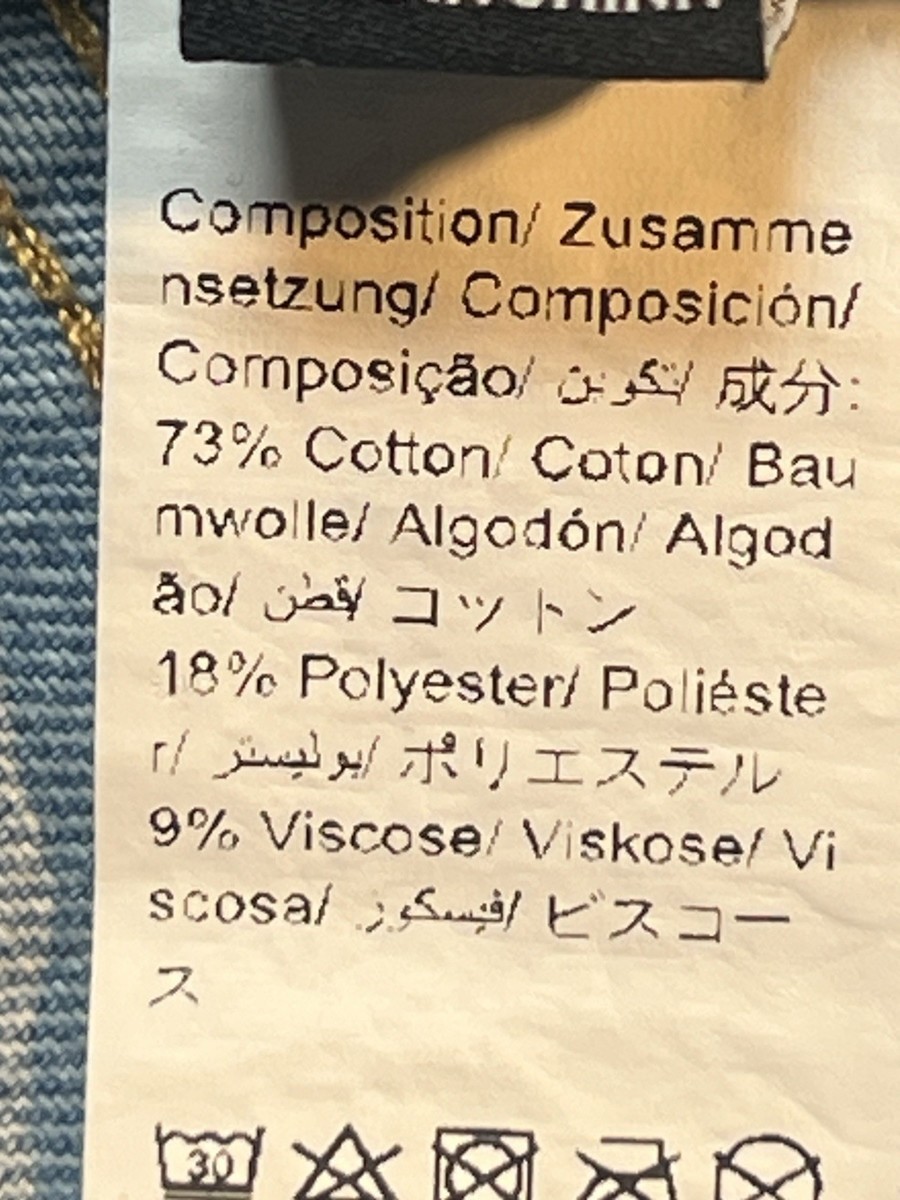 Composition/ Zusamme
nsetzung/ Composición/
Composição/ تكوين/ 成分:
73% Cotton/ Coton/ Bau
mwolle/ Algodón/ Algod
ão/ قطن/ コットン
18% Polyester/ Poliéste
r/ بوليستر/ ポリエステル
9% Viscose/ Viskose/ Vi
scosa/ فيسكوز/ ビスコー
ス
30